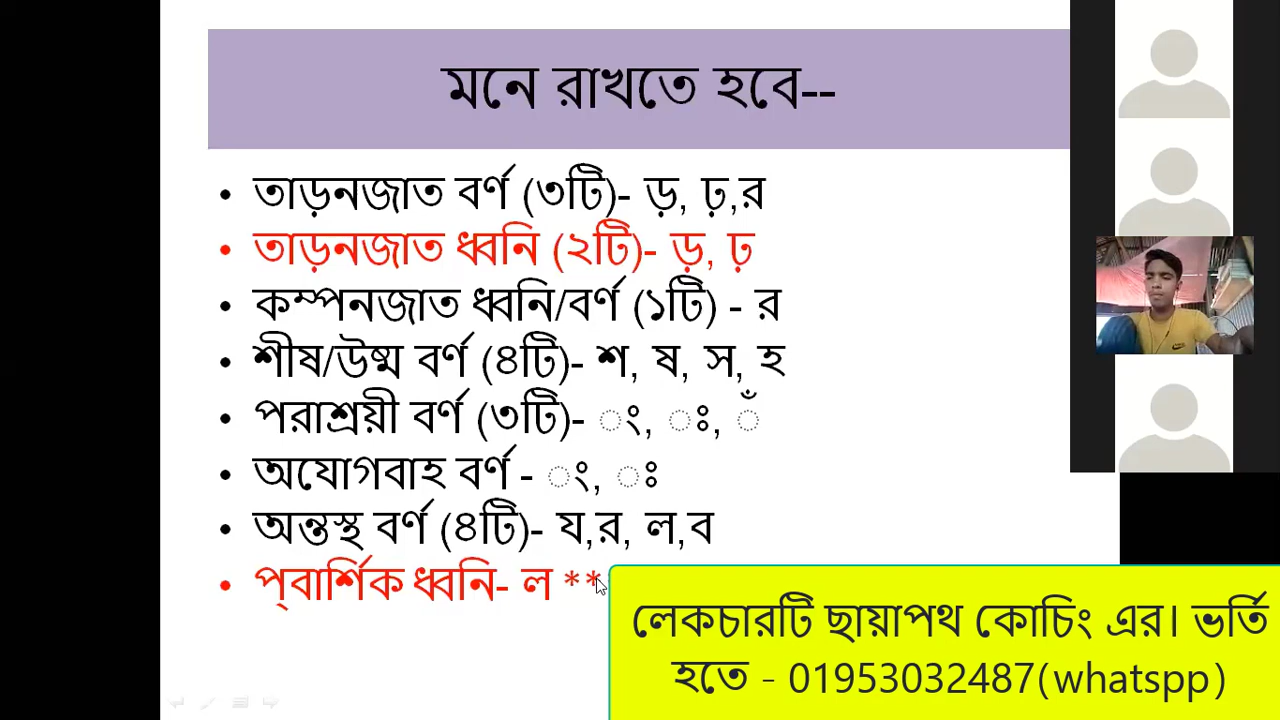 মনে রাখতে হবে--
• তাড়নজাত বর্ণ (৩টি)- ড়, ঢ়,র
• তাড়নজাত ধ্বনি (২টি)- ড়, ঢ়
• কম্পনজাত ধ্বনি/বর্ণ (১টি) - র
• শীষ/উষ্ম বর্ণ (৪টি)- শ, ষ, স, হ
• পরাশ্রয়ী বর্ণ (৩টি)- ং, ঃ, ঁ
• অযোগবাহ বর্ণ - ং, ঃ
• অন্তস্থ বর্ণ (৪টি)- য,র, ল,ব
• প্বার্শিক ধ্বনি- ল **
লেকচারটি ছায়াপথ কোচিং এর। ভর্তি
হতে - 01953032487(whatspp)